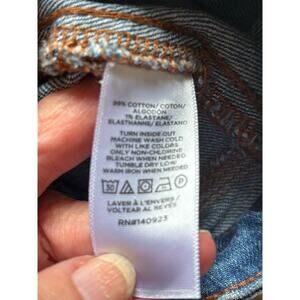 99% COTTON/ COTON/
ALGODÓN
1% ELASTANE/
ELASTHANNE/ ELASTANO
TURN INSIDE OUT
MACHINE WASH COLD
WITH LIKE COLORS
ONLY NON-CHLORINE
BLEACH WHEN NEEDED
TUMBLE DRY LOW
WARM IRON WHEN NEEDED
30 P
LAVER À L'ENVERS /
VOLTEAR AL REVÉS
RN#140923